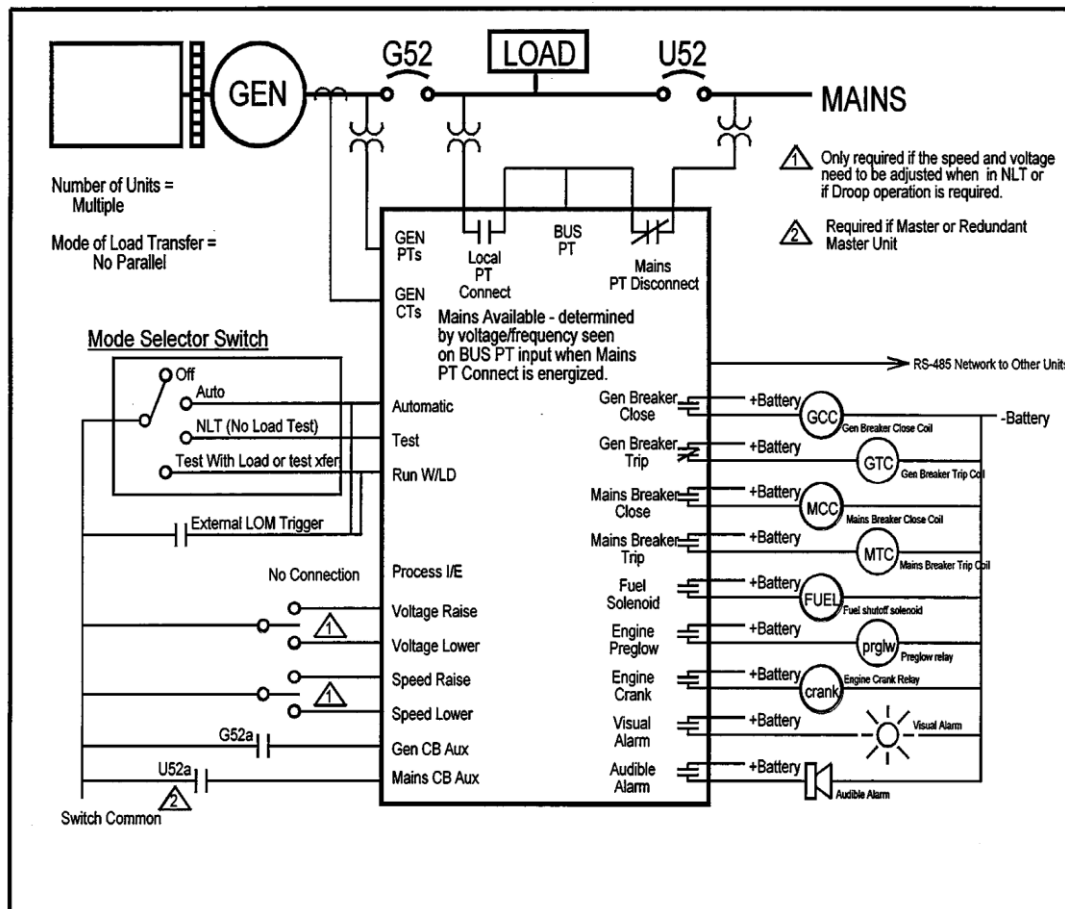 G52
LOAD
U52
GEN
MAINS
1
Only required if the speed and voltage
need to be adjusted when in NLT or
if Droop operation is required.
2
Required if Master or Redundant
Master Unit
Number of Units =
Multiple
Mode of Load Transfer =
No Parallel
GEN
PTs
Local
PT
Connect
BUS
PT
Mains
PT Disconnect
GEN
CTs
Mains Available - determined
by voltage/frequency seen
on BUS PT input when Mains
PT Connect is energized.
RS-485 Network to Other Units
Mode Selector Switch
Off
Auto
NLT (No Load Test)
Test With Load or test xfer
External LOM Trigger
No Connection
1
1
G52a
U52a
2
Switch Common
Automatic
Test
Run W/LD
Process I/E
Voltage Raise
Voltage Lower
Speed Raise
Speed Lower
Gen CB Aux
Mains CB Aux
Gen Breaker
Close
+Battery
GCC
Gen Breaker Close Coil
-Battery
Gen Breaker
Trip
+Battery
GTC
Gen Breaker Trip Coil
Mains Breaker
Close
+Battery
MCC
Mains Breaker Close Coil
Mains Breaker
Trip
+Battery
MTC
Mains Breaker Trip Coil
Fuel
Solenoid
+Battery
FUEL
Fuel shutoff solenoid
Engine
Preglow
+Battery
prglw
Preglow relay
Engine
Crank
+Battery
crank
Engine Crank Relay
Visual
Alarm
+Battery
Visual Alarm
Audible
Alarm
+Battery
Audible Alarm